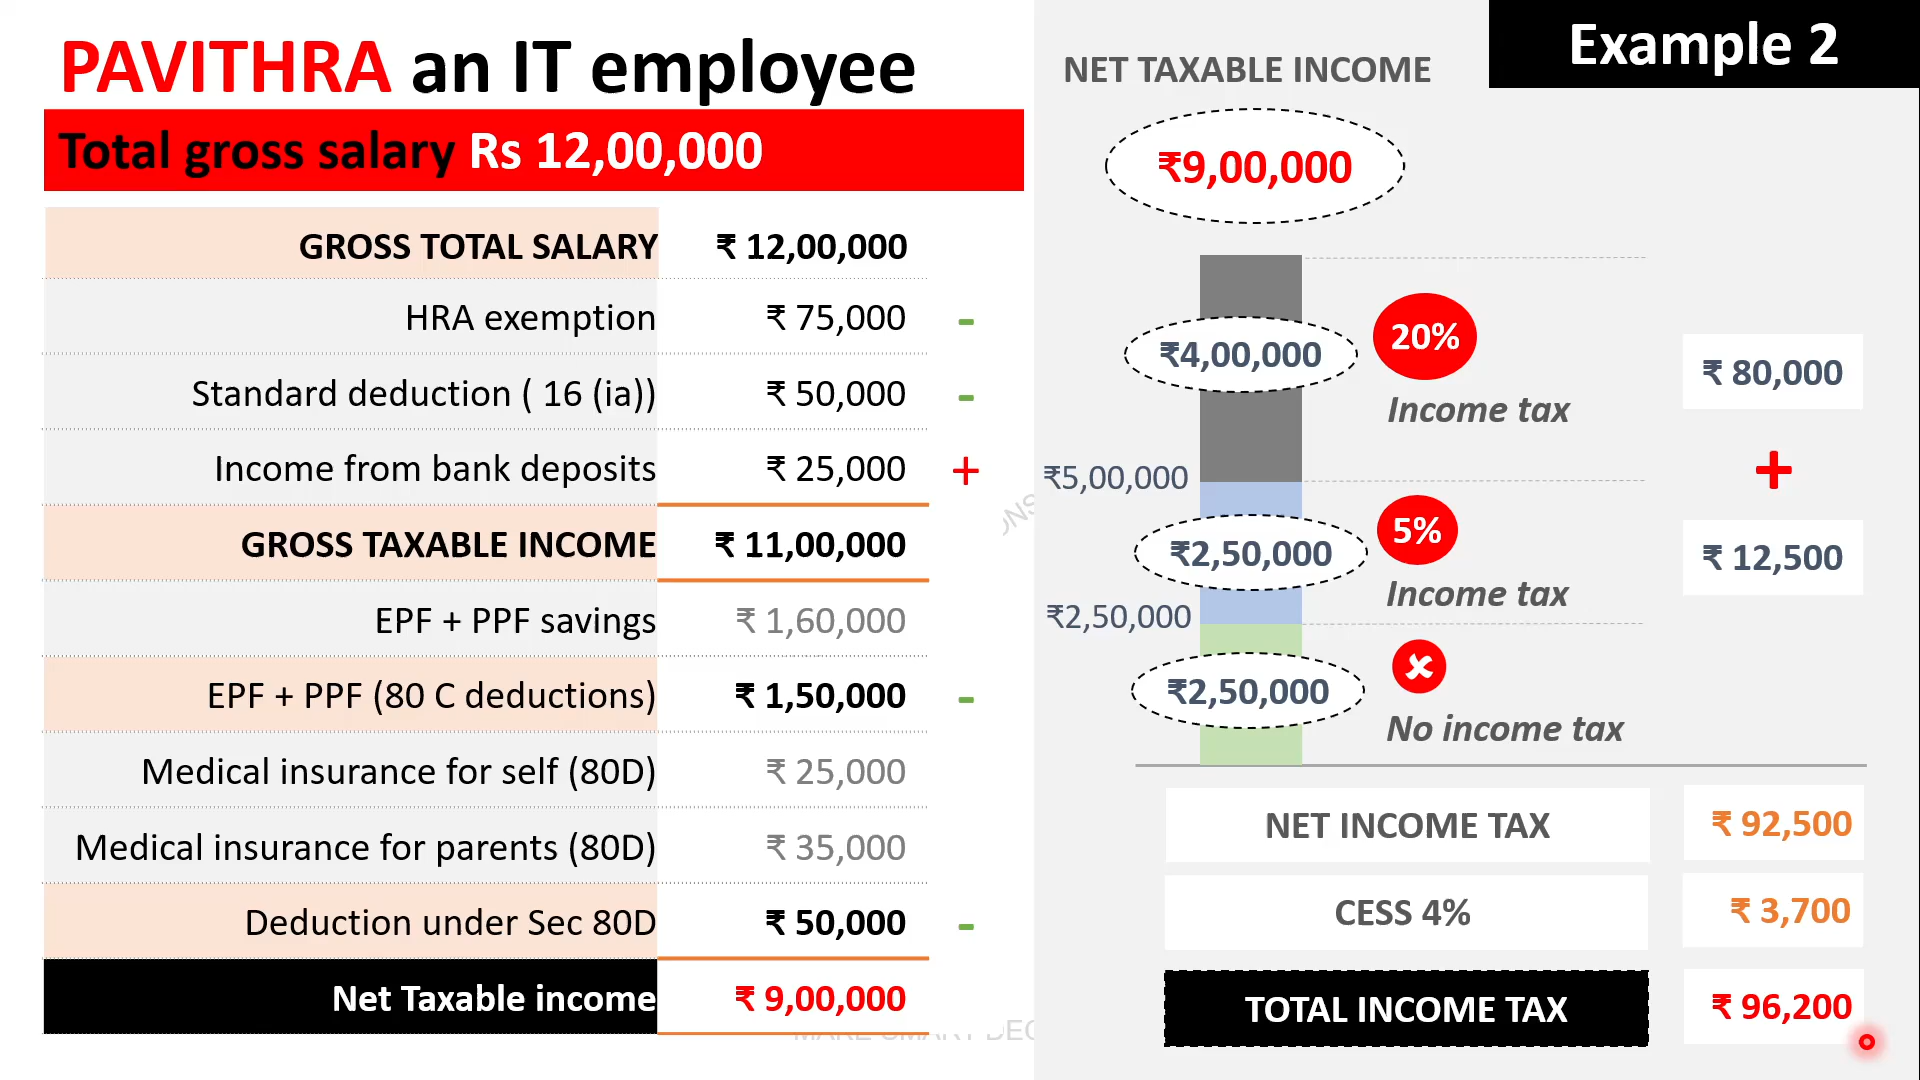 PAVITHRA an IT employee
Total gross salary Rs 12,00,000
GROSS TOTAL SALARY ₹ 12,00,000
HRA exemption ₹ 75,000 -
Standard deduction ( 16 (ia)) ₹ 50,000 -
Income from bank deposits ₹ 25,000 +
GROSS TAXABLE INCOME ₹ 11,00,000
EPF + PPF savings ₹ 1,60,000
EPF + PPF (80 C deductions) ₹ 1,50,000 -
Medical insurance for self (80D) ₹ 25,000
Medical insurance for parents (80D) ₹ 35,000
Deduction under Sec 80D ₹ 50,000 -
Net Taxable income ₹ 9,00,000
Example 2
NET TAXABLE INCOME
₹9,00,000
₹4,00,000 20% ₹ 80,000
Income tax
₹5,00,000 +
₹2,50,000 5% ₹ 12,500
Income tax
₹2,50,000
₹2,50,000
No income tax
NET INCOME TAX ₹ 92,500
CESS 4% ₹ 3,700
TOTAL INCOME TAX ₹ 96,200